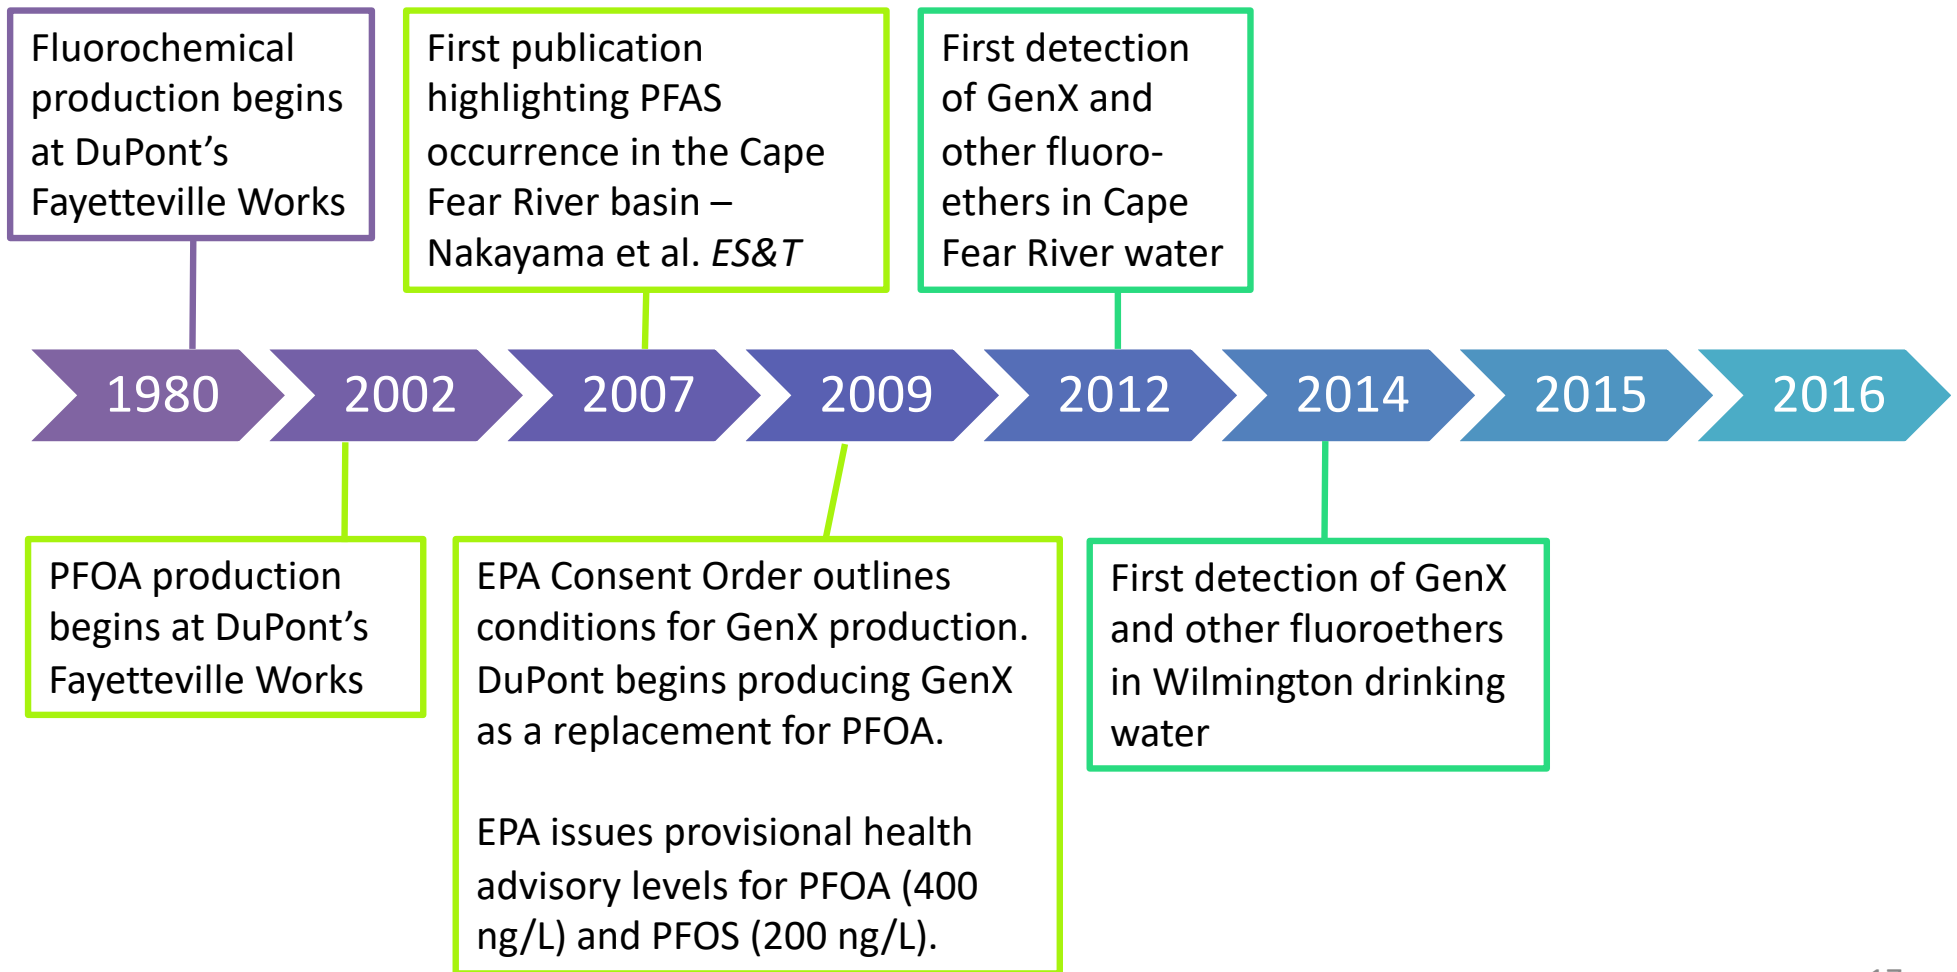 Fluorochemical
production begins
at DuPont’s
Fayetteville Works
First publication
highlighting PFAS
occurrence in the Cape
Fear River basin –
Nakayama et al. ES&T
First detection
of GenX and
other fluoro-
ethers in Cape
Fear River water
1980
2002
2007
2009
2012
2014
2015
2016
PFOA production
begins at DuPont’s
Fayetteville Works
EPA Consent Order outlines
conditions for GenX production.
DuPont begins producing GenX
as a replacement for PFOA.
EPA issues provisional health
advisory levels for PFOA (400
ng/L) and PFOS (200 ng/L).
First detection of GenX
and other fluoroethers
in Wilmington drinking
water